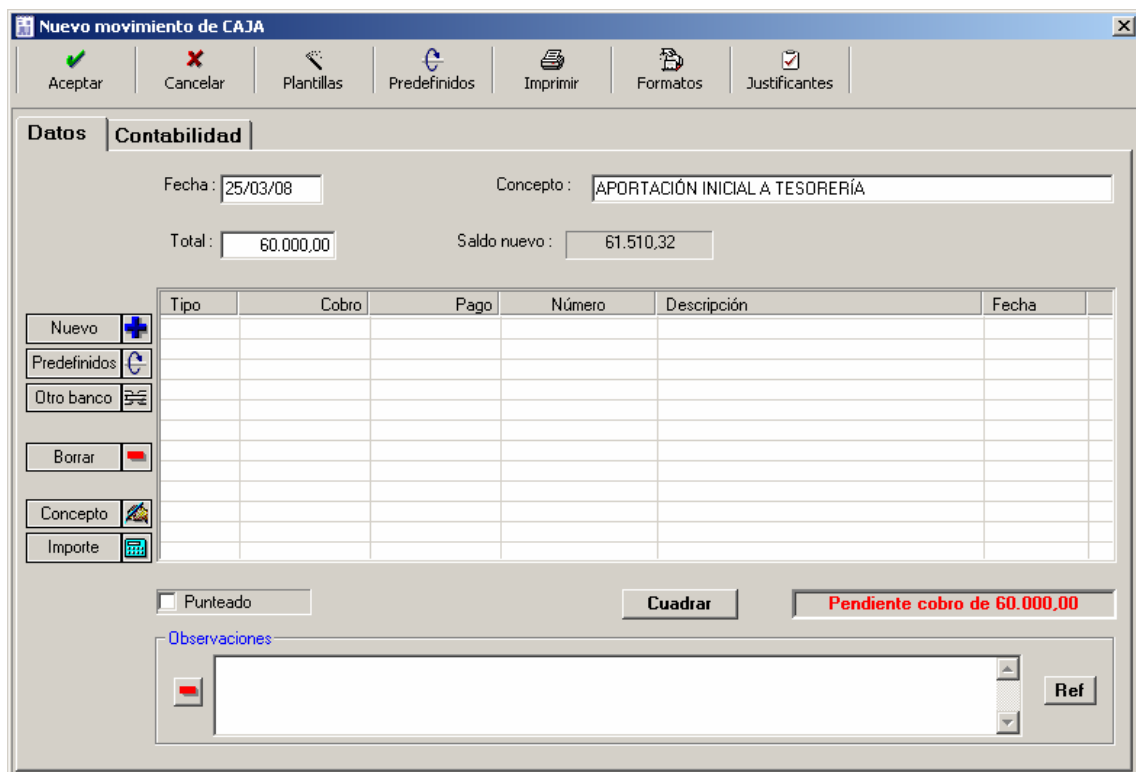 Nuevo movimiento de CAJA
Aceptar Cancelar Plantillas Predefinidos Imprimir Formatos Justificantes
Datos Contabilidad
Fecha : 25/03/08 Concepto : APORTACIÓN INICIAL A TESORERÍA
Total : 60.000,00 Saldo nuevo : 61.510,32
Tipo Cobro Pago Número Descripción Fecha
Nuevo
Predefinidos
Otro banco
Borrar
Concepto
Importe
Punteado Cuadrar Pendiente cobro de 60.000,00
Observaciones
Ref